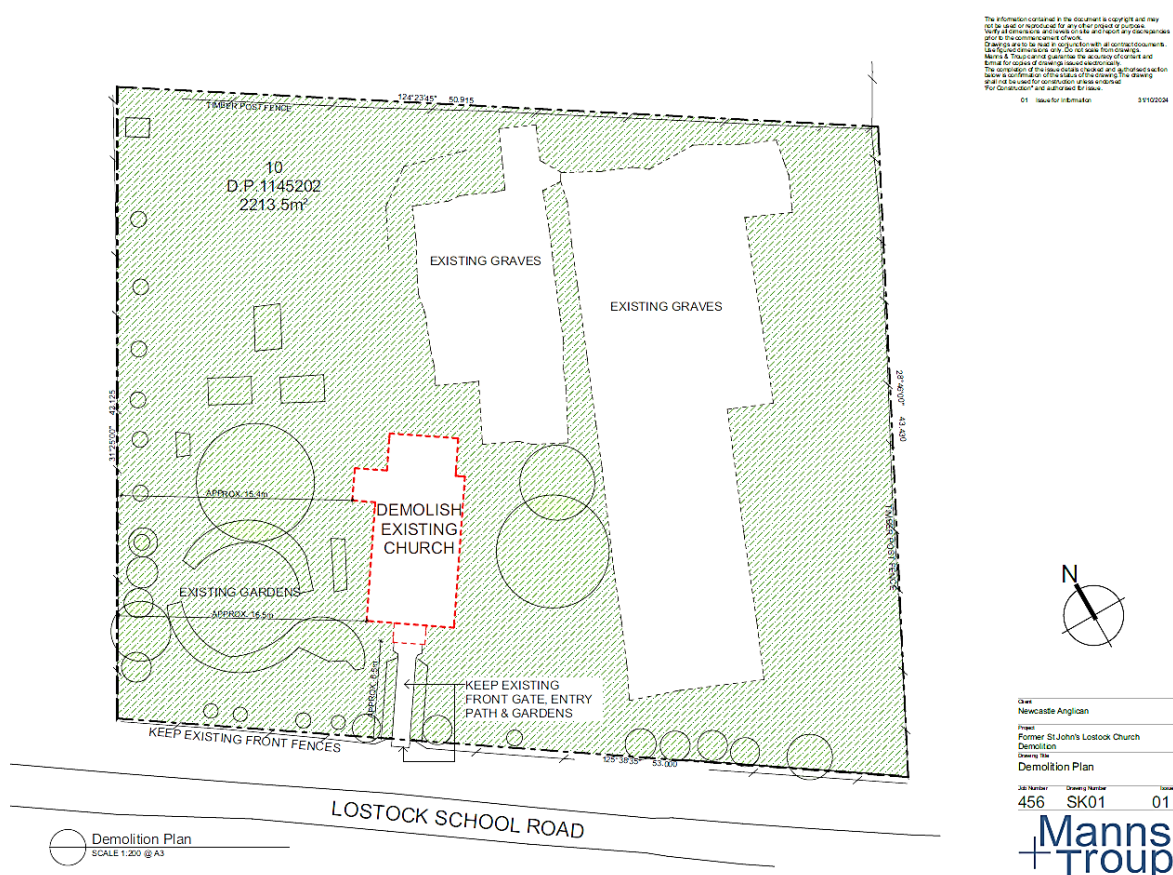 The information contained in the document is copyright and may
not be used or reproduced for any other project or purpose.
Verify all dimensions and levels on site and report any discrepancies
prior to the commencement of work.
Drawings are to be read in conjunction with all contract documents.
Use figured dimensions only. Do not scale from drawings.
Manns & Troup cannot guarantee the accuracy of content and
format for copies of drawings issued electronically.
The completion of the issue details checked and authorised section
below is confirmation of the status of the drawing. The drawing
shall not be used for construction unless endorsed
"For Construction" and authorised for issue.
01 Issue for Information 31/10/2024
TIMBER POST FENCE
124°23'45" 50.915
10
D.P.1145202
2213.5m²
EXISTING GRAVES
EXISTING GRAVES
31°25'00" 43.125
28°46'00" 43.430
TIMBER POST FENCE
APPROX. 15.4m
DEMOLISH
EXISTING
CHURCH
EXISTING GARDENS
APPROX. 16.5m
APPROX. 6.5m
KEEP EXISTING
FRONT GATE, ENTRY
PATH & GARDENS
KEEP EXISTING FRONT FENCES
125°38'35" 53.000
LOSTOCK SCHOOL ROAD
Demolition Plan
SCALE 1:200 @ A3
N
Client
Newcastle Anglican
Project
Former St John's Lostock Church
Demolition
Drawing Title
Demolition Plan
Job Number Drawing Number Issue
456 SK01 01
Manns
Troup